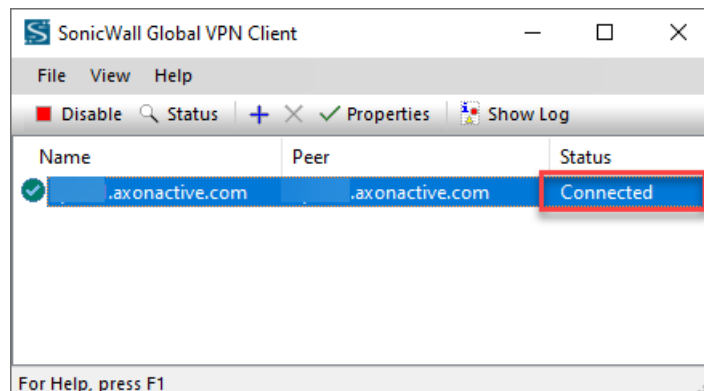 SonicWall Global VPN Client
File View Help
Disable Status Properties Show Log
Name Peer Status
.axonactive.com .axonactive.com Connected
For Help, press F1